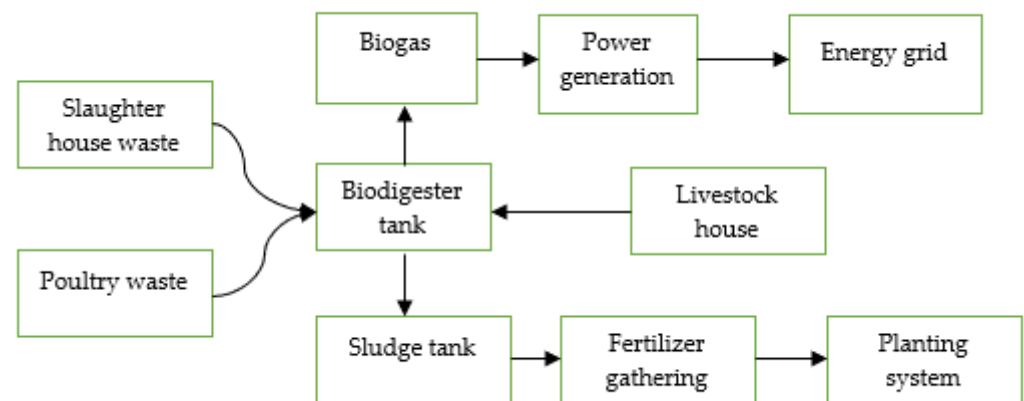 Biogas
Power
generation
Energy grid
Slaughter
house waste
Biodigester
tank
Livestock
house
Poultry waste
Sludge tank
Fertilizer
gathering
Planting
system